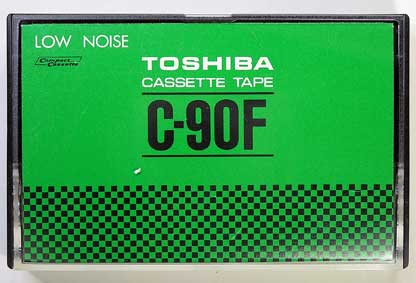 LOW NOISE
Compact
Cassette
TOSHIBA
CASSETTE TAPE
C-90F